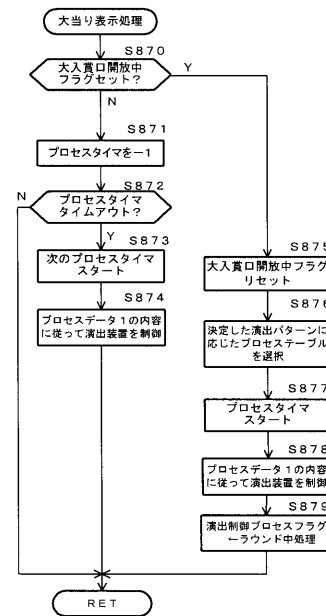 大当り表示処理
S870
大入賞口開放中
フラグセット？
Y
N
S871
プロセスタイマを－1
S872
N
プロセスタイマ
タイムアウト？
Y
S873
次のプロセスタイマ
スタート
S874
プロセスデータ1の内容
に従って演出装置を制御
S875
大入賞口開放中フラグ
リセット
S876
決定した演出パターンに
応じたプロセステーブル
を選択
S877
プロセスタイマ
スタート
S878
プロセスデータ1の内容
に従って演出装置を制御
S879
演出制御プロセスフラグ
←ラウンド中処理
RET